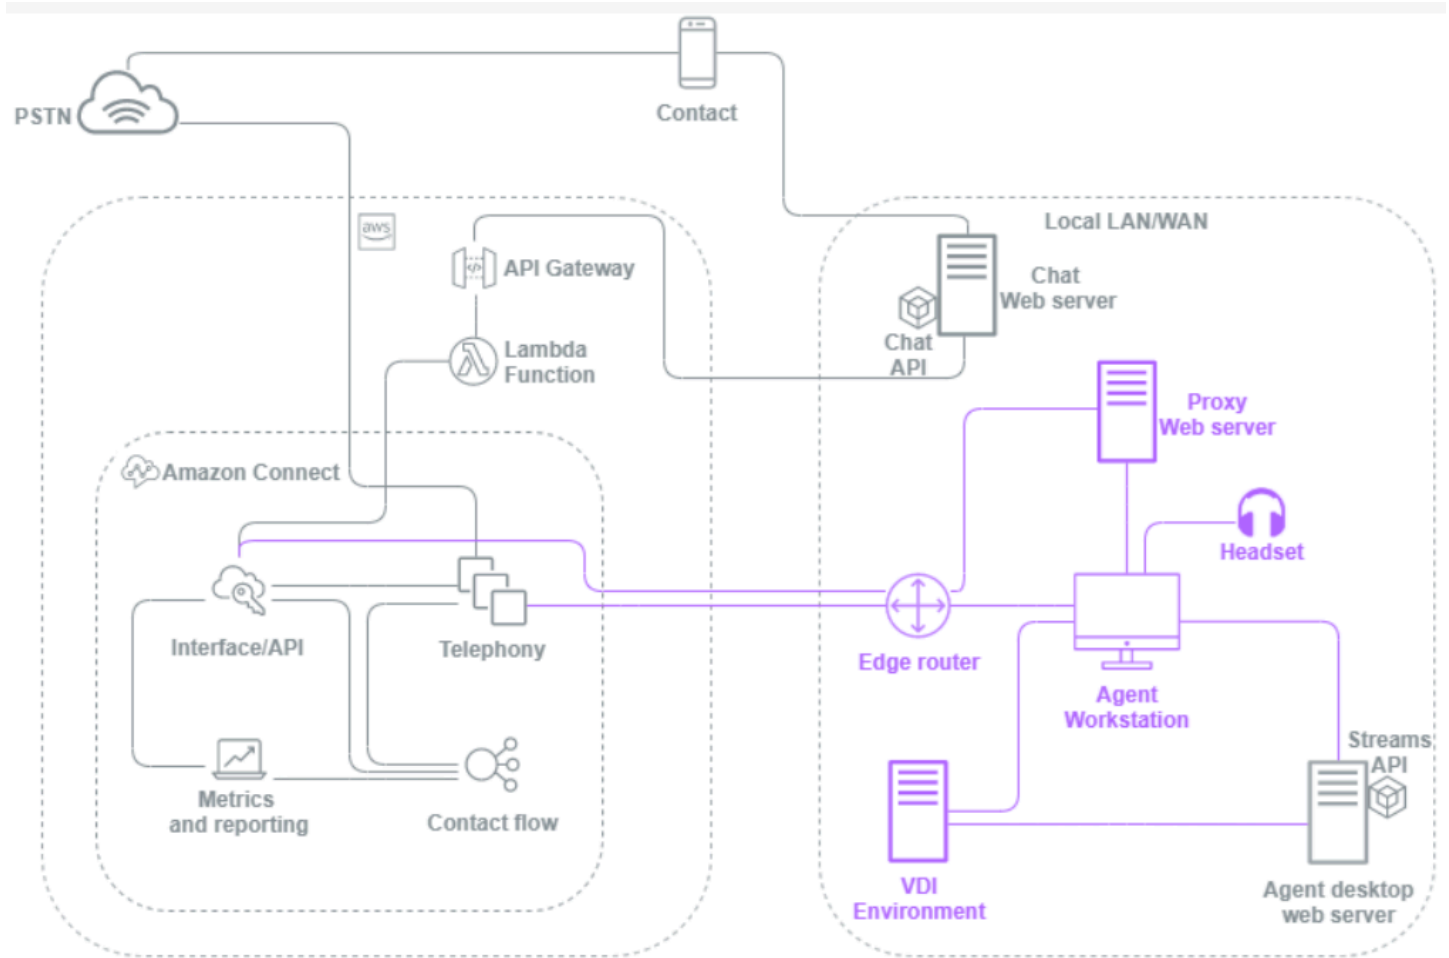 PSTN
Contact
aws
Local LAN/WAN
API Gateway
Chat
Web server
Chat
API
Lambda
Function
Proxy
Web server
Amazon Connect
Headset
Interface/API
Telephony
Edge router
Agent
Workstation
Streams
API
Metrics
and reporting
Contact flow
VDI
Environment
Agent desktop
web server